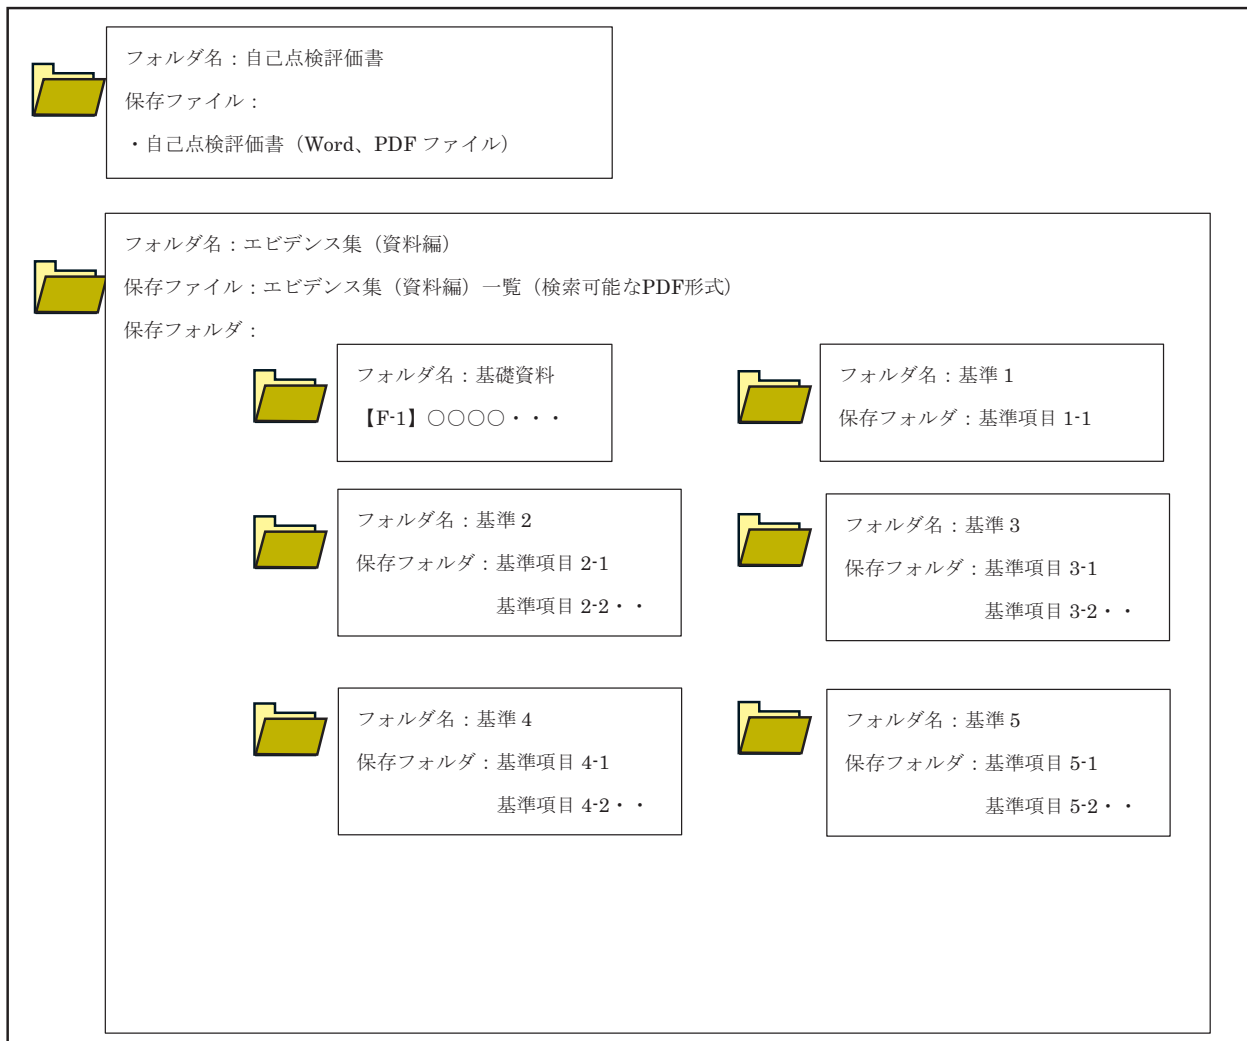 フォルダ名：自己点検評価書
保存ファイル：
・自己点検評価書（Word、PDF ファイル）
フォルダ名：エビデンス集（資料編）
保存ファイル：エビデンス集（資料編）一覧（検索可能なPDF形式）
保存フォルダ：
フォルダ名：基礎資料
【F-1】○○○○・・・
フォルダ名：基準 1
保存フォルダ：基準項目 1-1
フォルダ名：基準 2
保存フォルダ：基準項目 2-1
基準項目 2-2・・
フォルダ名：基準 3
保存フォルダ：基準項目 3-1
基準項目 3-2・・
フォルダ名：基準 4
保存フォルダ：基準項目 4-1
基準項目 4-2・・
フォルダ名：基準 5
保存フォルダ：基準項目 5-1
基準項目 5-2・・